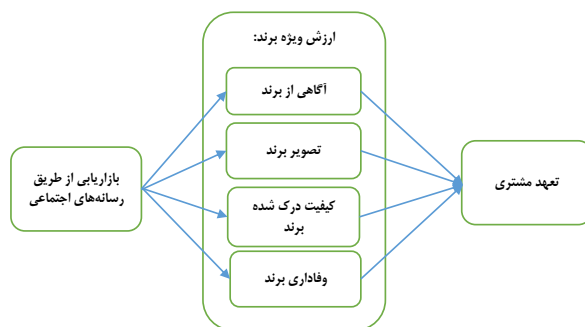 ارزش ویژه برند:
آگاهی از برند
تصویر برند
کیفیت درک شده
برند
وفاداری برند
بازاریابی از طریق
رسانه‌های اجتماعی
تعهد مشتری